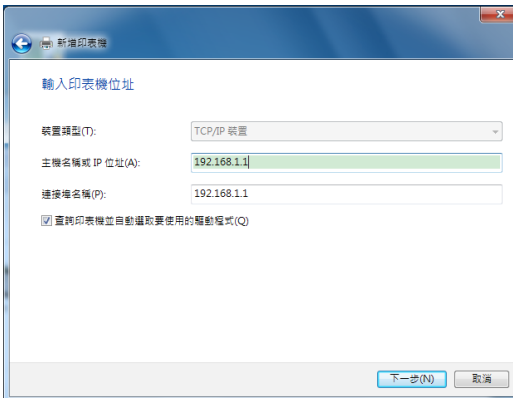 新增印表機
輸入印表機位址
裝置類型(T): TCP/IP 裝置
主機名稱或 IP 位址(A): 192.168.1.1
連接埠名稱(P): 192.168.1.1
查詢印表機並自動選取要使用的驅動程式(Q)
下一步(N) 取消